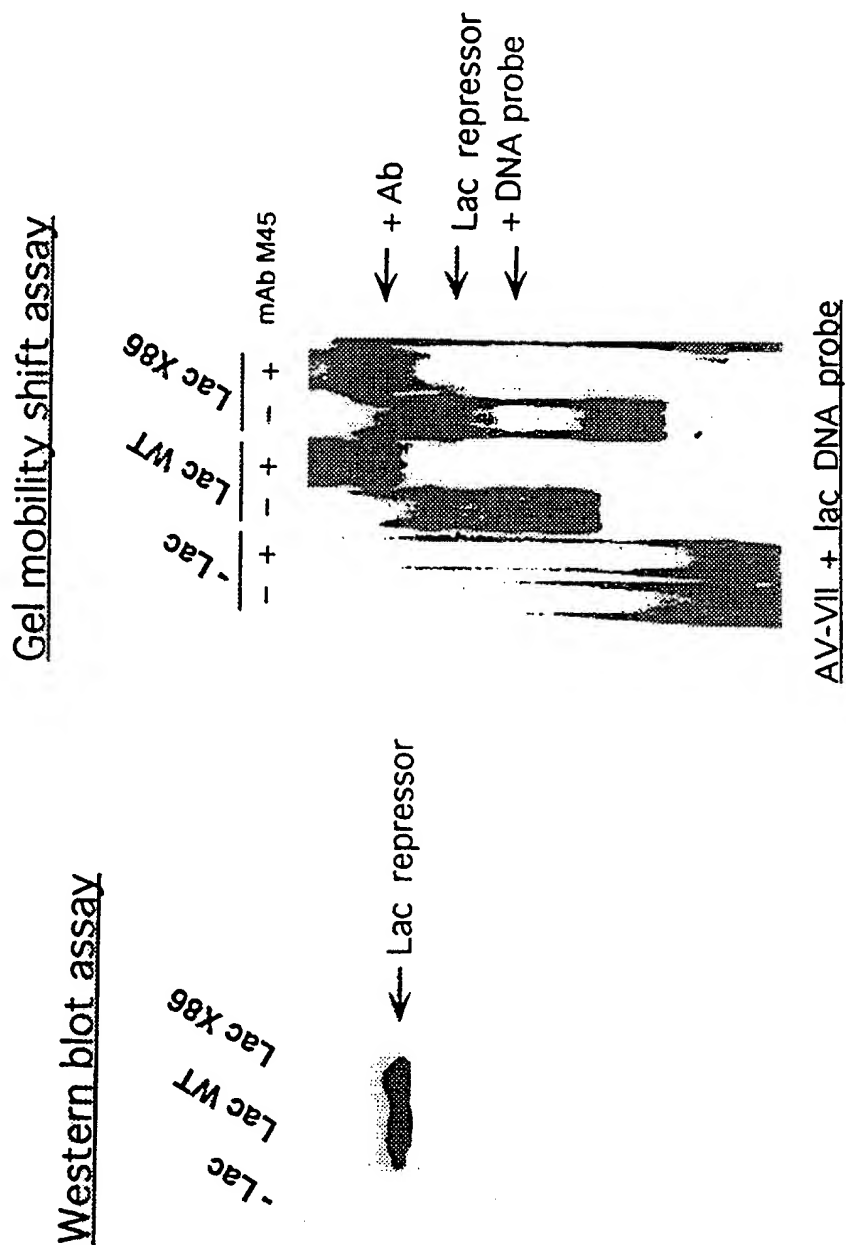 Western blot assay
- Lac
Lac WT
Lac X86
← Lac repressor
Gel mobility shift assay
- Lac
Lac WT
Lac X86
- + - + - + mAb M45
← + Ab
← Lac repressor
← + DNA probe
AV-VII + lac DNA probe